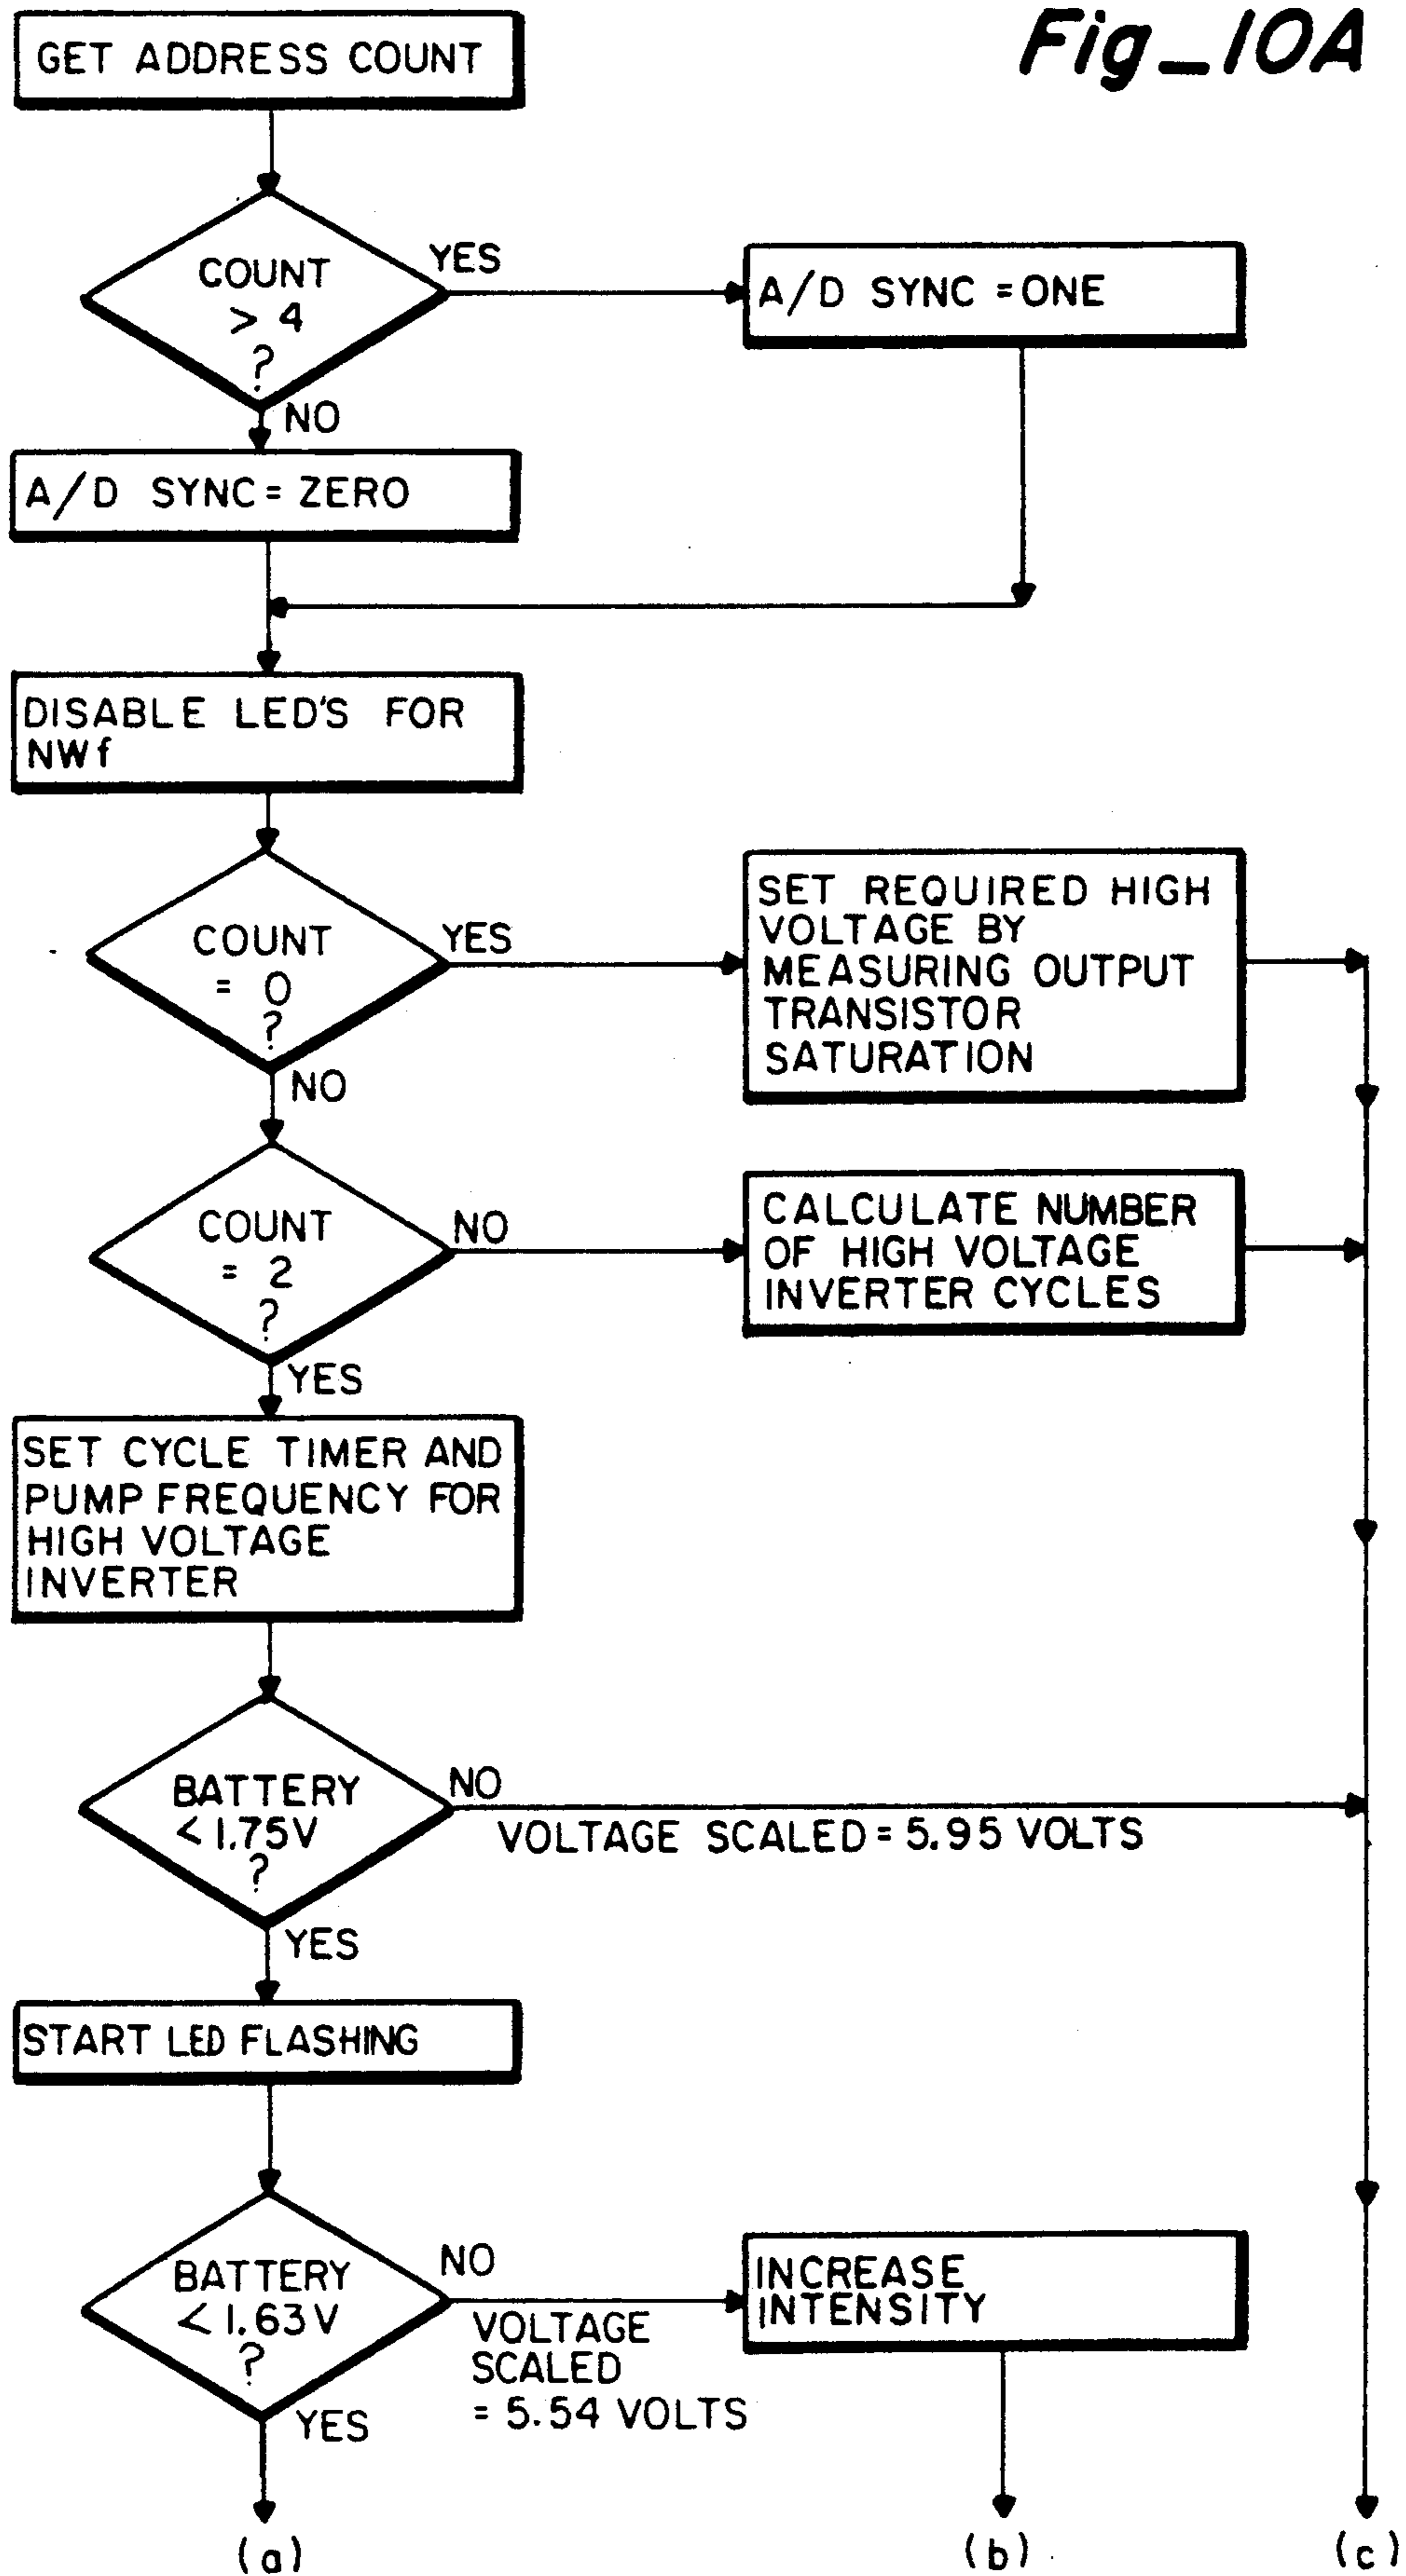 Fig_10A
GET ADDRESS COUNT
COUNT
> 4
?
YES
A/D SYNC = ONE
NO
A/D SYNC = ZERO
DISABLE LED'S FOR
NWf
COUNT
= 0
?
YES
SET REQUIRED HIGH
VOLTAGE BY
MEASURING OUTPUT
TRANSISTOR
SATURATION
NO
COUNT
= 2
?
NO
CALCULATE NUMBER
OF HIGH VOLTAGE
INVERTER CYCLES
YES
SET CYCLE TIMER AND
PUMP FREQUENCY FOR
HIGH VOLTAGE
INVERTER
BATTERY
< 1.75V
?
NO
VOLTAGE SCALED = 5.95 VOLTS
YES
START LED FLASHING
BATTERY
< 1.63V
?
NO
VOLTAGE
SCALED
= 5.54 VOLTS
INCREASE
INTENSITY
YES
(a)
(b)
(c)